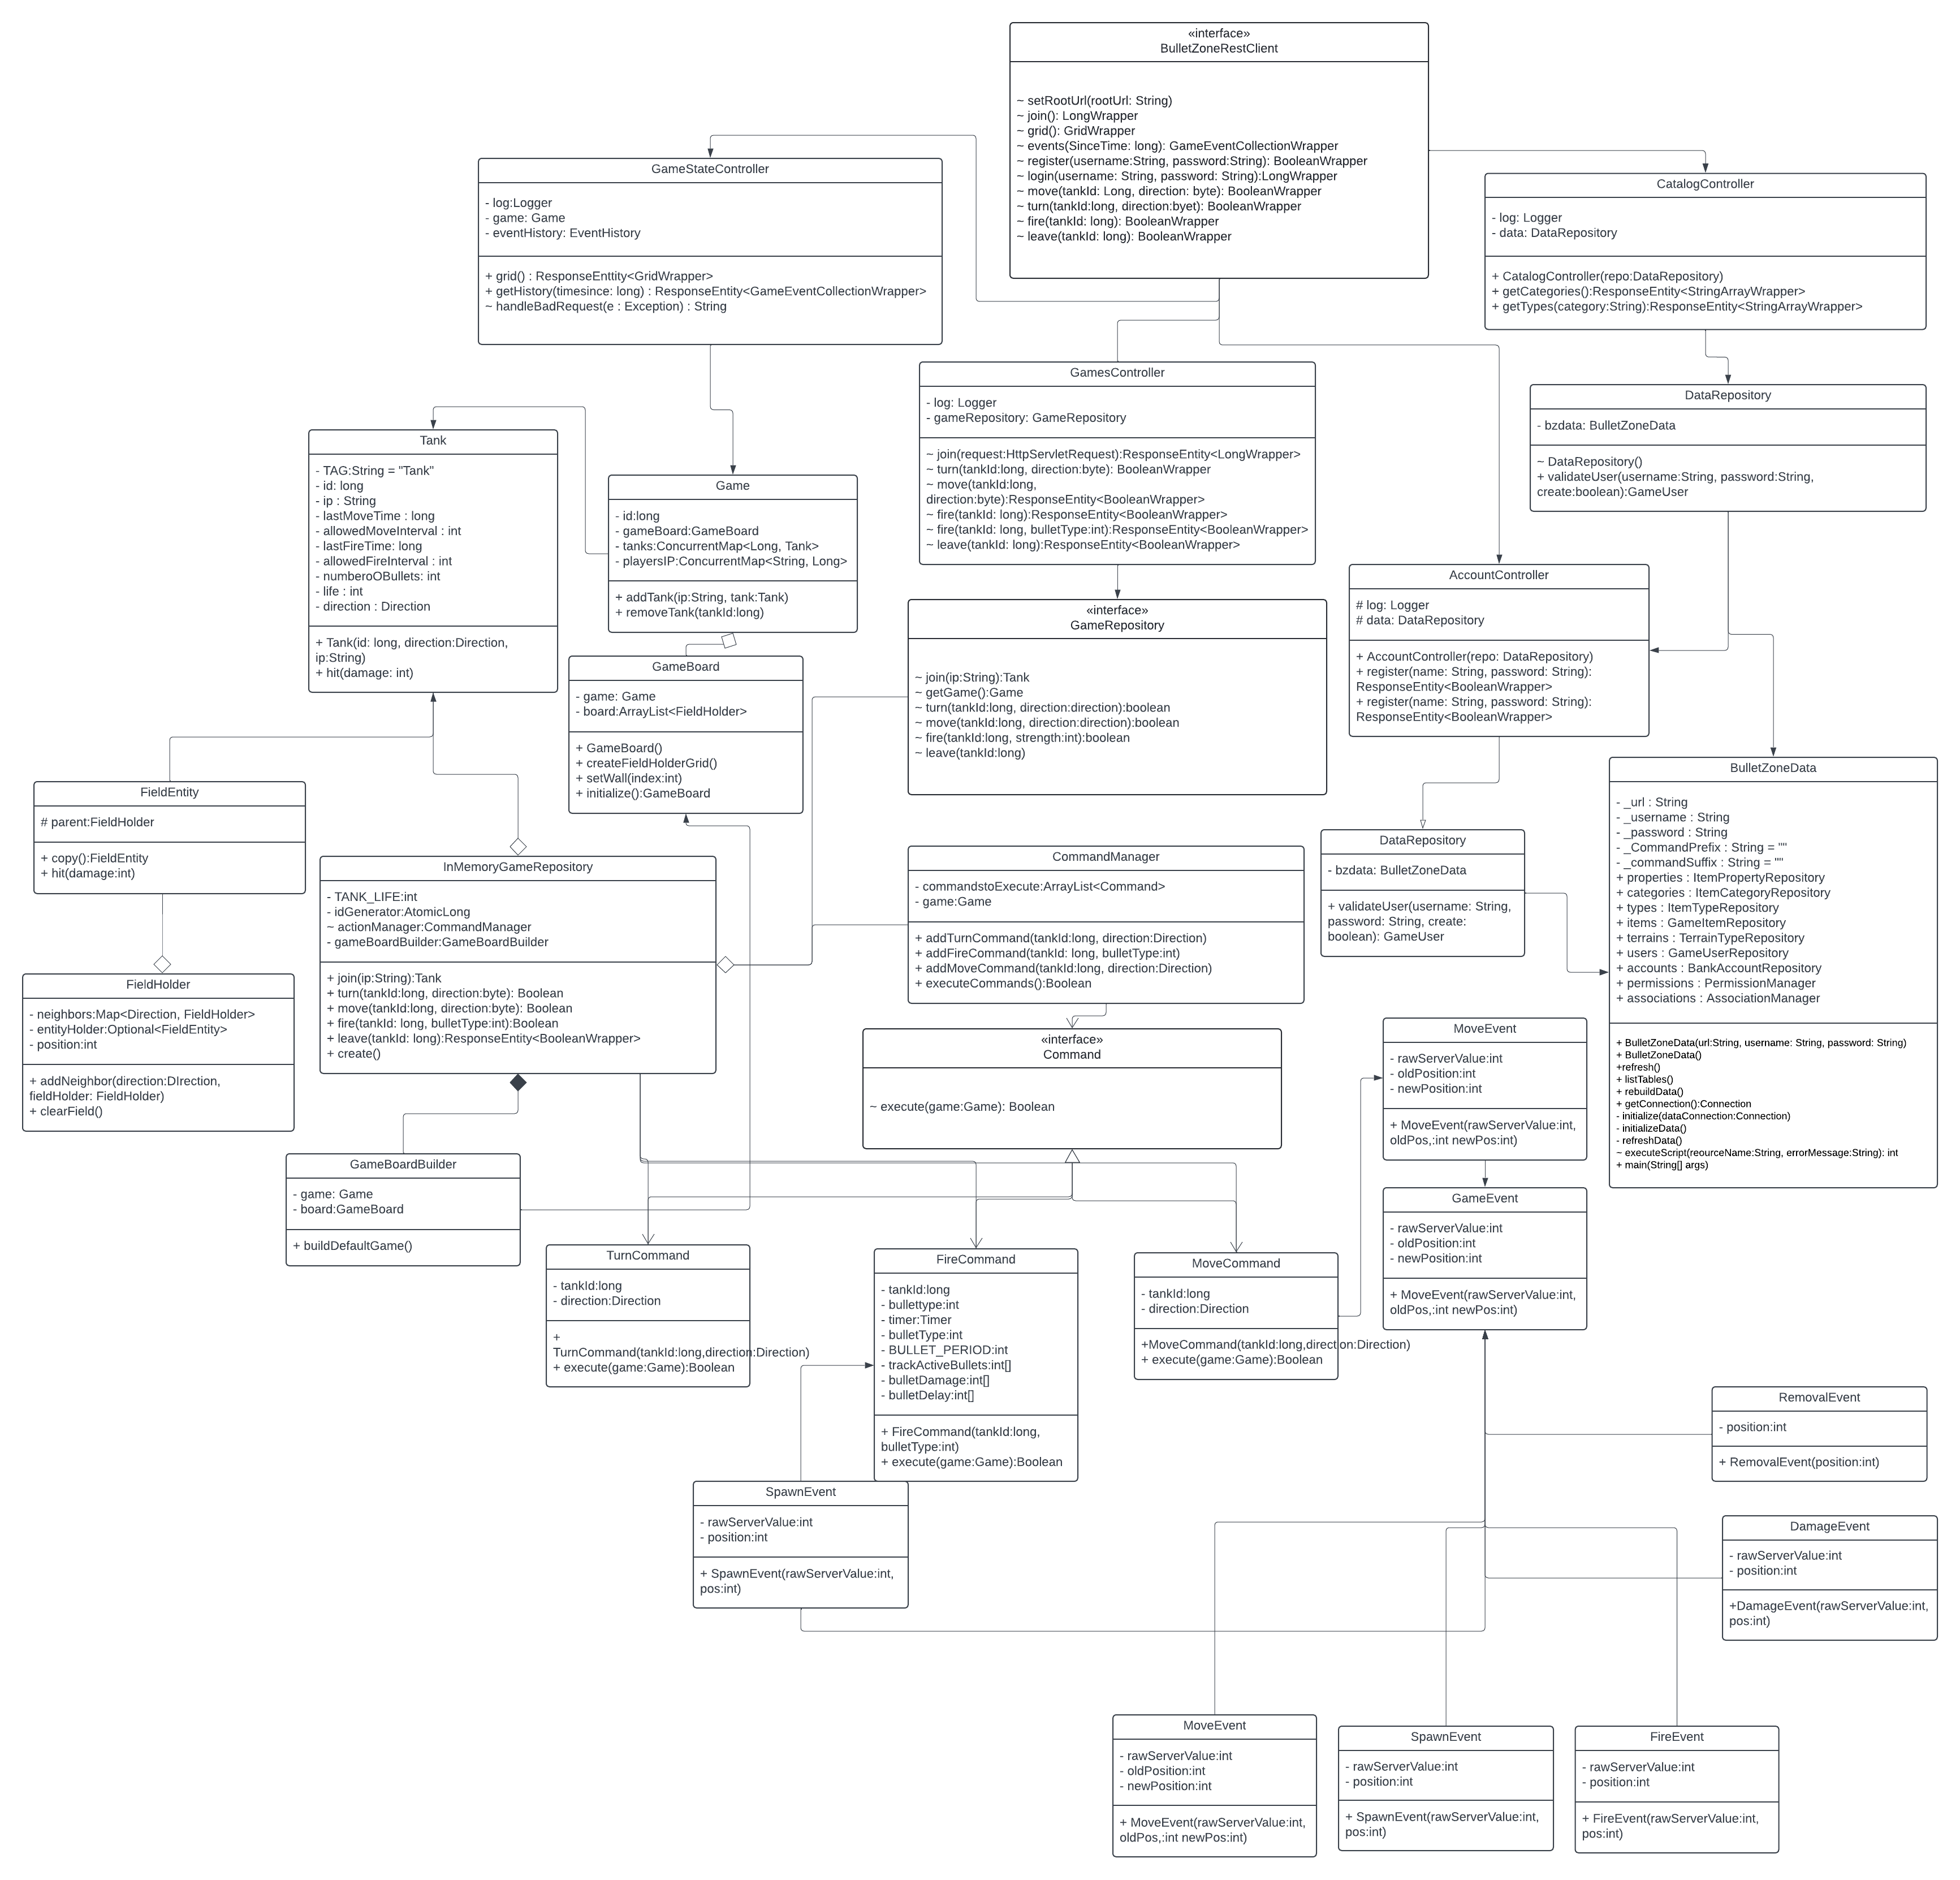 «interface»
BulletZoneRestClient
~ setRootUrl(rootUrl: String)
~ join(): LongWrapper
~ grid(): GridWrapper
~ events(SinceTime: long): GameEventCollectionWrapper
~ register(username:String, password:String): BooleanWrapper
~ login(username: String, password: String):LongWrapper
~ move(tankId: Long, direction: byte): BooleanWrapper
~ turn(tankId:long, direction:byet): BooleanWrapper
~ fire(tankId: long): BooleanWrapper
~ leave(tankId: long): BooleanWrapper
GameStateController
- log:Logger
- game: Game
- eventHistory: EventHistory
+ grid() : ResponseEnttity<GridWrapper>
+ getHistory(timesince: long) : ResponseEntity<GameEventCollectionWrapper>
~ handleBadRequest(e : Exception) : String
CatalogController
- log: Logger
- data: DataRepository
+ CatalogController(repo:DataRepository)
+ getCategories():ResponseEntity<StringArrayWrapper>
+ getTypes(category:String):ResponseEntity<StringArrayWrapper>
GamesController
- log: Logger
- gameRepository: GameRepository
~ join(request:HttpServletRequest):ResponseEntity<LongWrapper>
~ turn(tankId:long, direction:byte): BooleanWrapper
~ move(tankId:long,
direction:byte):ResponseEntity<BooleanWrapper>
~ fire(tankId: long):ResponseEntity<BooleanWrapper>
~ fire(tankId: long, bulletType:int):ResponseEntity<BooleanWrapper>
~ leave(tankId: long):ResponseEntity<BooleanWrapper>
DataRepository
- bzdata: BulletZoneData
~ DataRepository()
+ validateUser(username:String, password:String,
create:boolean):GameUser
Tank
- TAG:String = "Tank"
- id: long
- ip : String
- lastMoveTime : long
- allowedMoveInterval : int
- lastFireTime: long
- allowedFireInterval : int
- numberoOBullets: int
- life : int
- direction : Direction
+ Tank(id: long, direction:Direction,
ip:String)
+ hit(damage: int)
Game
- id:long
- gameBoard:GameBoard
- tanks:ConcurrentMap<Long, Tank>
- playersIP:ConcurrentMap<String, Long>
+ addTank(ip:String, tank:Tank)
+ removeTank(tankId:long)
AccountController
# log: Logger
# data: DataRepository
+ AccountController(repo: DataRepository)
+ register(name: String, password: String):
ResponseEntity<BooleanWrapper>
+ register(name: String, password: String):
ResponseEntity<BooleanWrapper>
«interface»
GameRepository
~ join(ip:String):Tank
~ getGame():Game
~ turn(tankId:long, direction:direction):boolean
~ move(tankId:long, direction:direction):boolean
~ fire(tankId:long, strength:int):boolean
~ leave(tankId:long)
GameBoard
- game: Game
- board:ArrayList<FieldHolder>
+ GameBoard()
+ createFieldHolderGrid()
+ setWall(index:int)
+ initialize():GameBoard
BulletZoneData
- _url : String
- _username : String
- _password : String
- _CommandPrefix : String = ""
- _commandSuffix : String = ""
+ properties : ItemPropertyRepository
+ categories : ItemCategoryRepository
+ types : ItemTypeRepository
+ items : GameItemRepository
+ terrains : TerrainTypeRepository
+ users : GameUserRepository
+ accounts : BankAccountRepository
+ permissions : PermissionManager
+ associations : AssociationManager
+ BulletZoneData(url:String, username: String, password: String)
+ BulletZoneData()
+refresh()
+ listTables()
+ rebuildData()
+ getConnection():Connection
- initialize(dataConnection:Connection)
- initializeData()
- refreshData()
~ executeScript(reourceName:String, errorMessage:String): int
+ main(String[] args)
FieldEntity
# parent:FieldHolder
+ copy():FieldEntity
+ hit(damage:int)
DataRepository
- bzdata: BulletZoneData
+ validateUser(username: String,
password: String, create:
boolean): GameUser
CommandManager
- commandstoExecute:ArrayList<Command>
- game:Game
+ addTurnCommand(tankId:long, direction:Direction)
+ addFireCommand(tankId: long, bulletType:int)
+ addMoveCommand(tankId:long, direction:Direction)
+ executeCommands():Boolean
InMemoryGameRepository
- TANK_LIFE:int
- idGenerator:AtomicLong
~ actionManager:CommandManager
- gameBoardBuilder:GameBoardBuilder
+ join(ip:String):Tank
+ turn(tankId:long, direction:byte): Boolean
+ move(tankId:long, direction:byte): Boolean
+ fire(tankId: long, bulletType:int):Boolean
+ leave(tankId: long):ResponseEntity<BooleanWrapper>
+ create()
FieldHolder
- neighbors:Map<Direction, FieldHolder>
- entityHolder:Optional<FieldEntity>
- position:int
+ addNeighbor(direction:DIrection,
fieldHolder: FieldHolder)
+ clearField()
«interface»
Command
~ execute(game:Game): Boolean
MoveEvent
- rawServerValue:int
- oldPosition:int
- newPosition:int
+ MoveEvent(rawServerValue:int,
oldPos,:int newPos:int)
GameBoardBuilder
- game: Game
- board:GameBoard
+ buildDefaultGame()
GameEvent
- rawServerValue:int
- oldPosition:int
- newPosition:int
+ MoveEvent(rawServerValue:int,
oldPos,:int newPos:int)
TurnCommand
- tankId:long
- direction:Direction
+
TurnCommand(tankId:long,direction:Direction)
+ execute(game:Game):Boolean
FireCommand
- tankId:long
- bullettype:int
- timer:Timer
- bulletType:int
- BULLET_PERIOD:int
- trackActiveBullets:int[]
- bulletDamage:int[]
- bulletDelay:int[]
+ FireCommand(tankId:long,
bulletType:int)
+ execute(game:Game):Boolean
MoveCommand
- tankId:long
- direction:Direction
+MoveCommand(tankId:long,direction:Direction)
+ execute(game:Game):Boolean
RemovalEvent
- position:int
+ RemovalEvent(position:int)
SpawnEvent
- rawServerValue:int
- position:int
+ SpawnEvent(rawServerValue:int,
pos:int)
DamageEvent
- rawServerValue:int
- position:int
+DamageEvent(rawServerValue:int,
pos:int)
MoveEvent
- rawServerValue:int
- oldPosition:int
- newPosition:int
+ MoveEvent(rawServerValue:int,
oldPos,:int newPos:int)
SpawnEvent
- rawServerValue:int
- position:int
+ SpawnEvent(rawServerValue:int,
pos:int)
FireEvent
- rawServerValue:int
- position:int
+ FireEvent(rawServerValue:int,
pos:int)